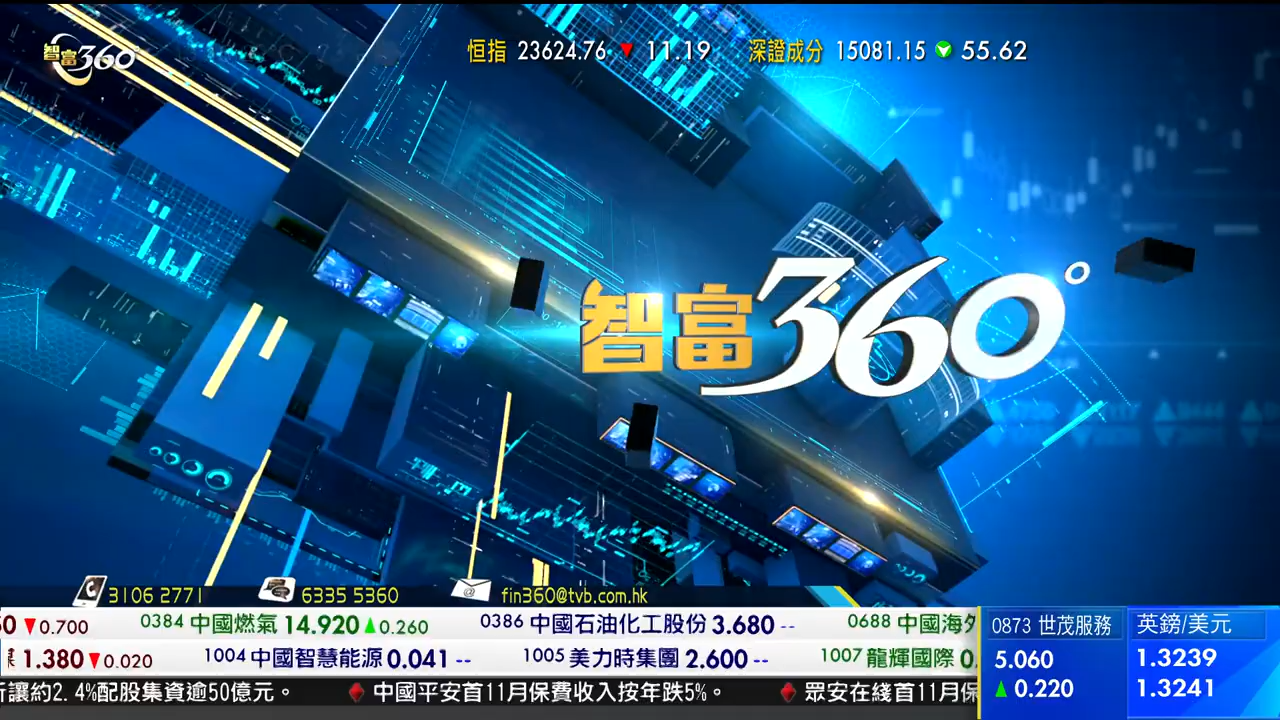 智富360°
恒指 23624.76 ▼ 11.19 深證成分 15081.15 55.62
智富360°
3106 2771 6335 5360 fin360@tvb.com.hk
0 ▼0.700 0384 中國燃氣 14.920 ▲0.260 0386 中國石油化工股份 3.680 -- 0688 中國海
1.380 ▼0.020 1004 中國智慧能源 0.041 -- 1005 美力時集團 2.600 -- 1007 龍輝國際 0.
讓約2.4%配股集資逾50億元。 中國平安首11月保費收入按年跌5%。 眾安在綫首11月保
0873 世茂服務
5.060
▲ 0.220
英鎊/美元
1.3239
1.3241